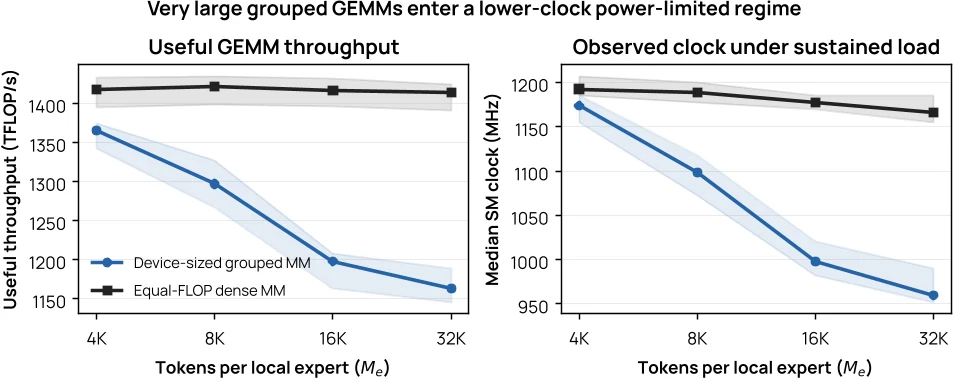 Very large grouped GEMMs enter a lower-clock power-limited regime
Useful GEMM throughput
Useful throughput (TFLOP/s)
1400
1350
1300
1250
1200
1150
Device-sized grouped MM
Equal-FLOP dense MM
4K 8K 16K 32K
Tokens per local expert (Me)
Observed clock under sustained load
Median SM clock (MHz)
1200
1150
1100
1050
1000
950
4K 8K 16K 32K
Tokens per local expert (Me)